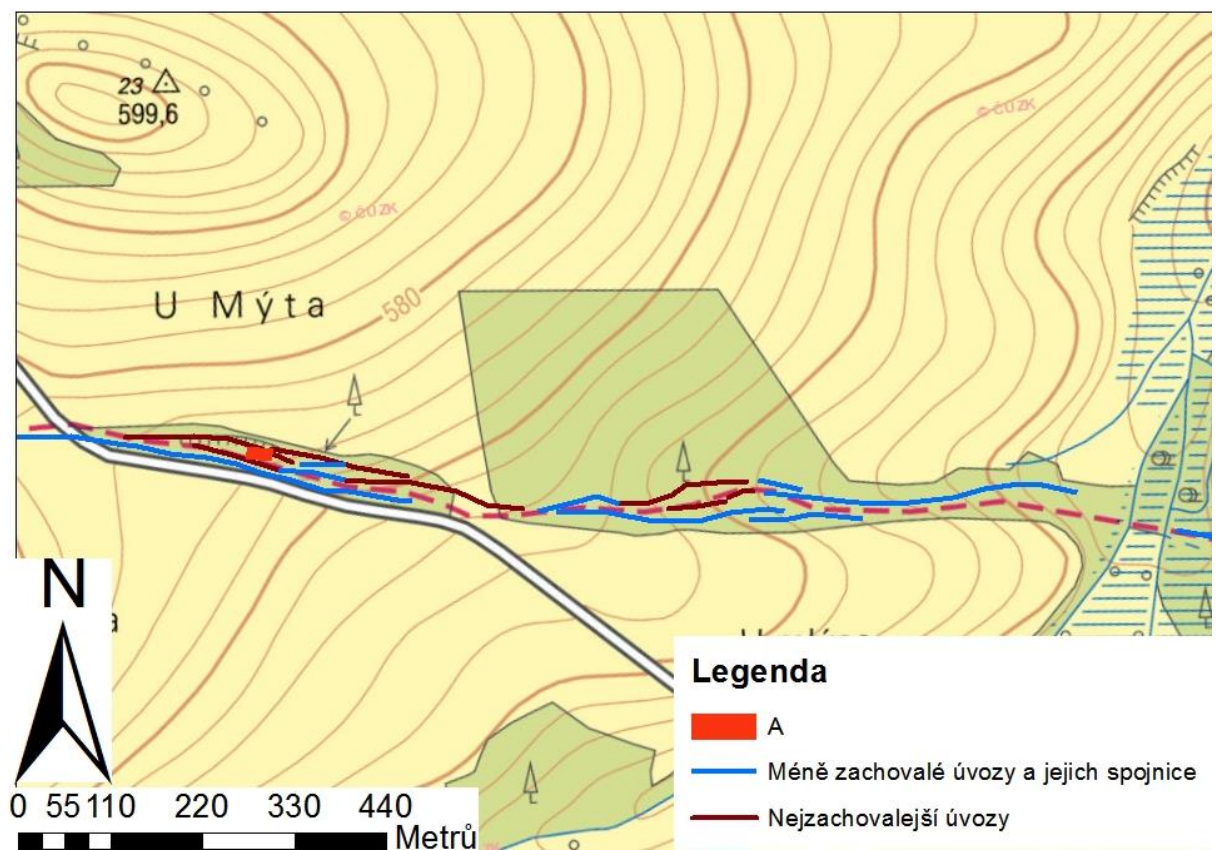 23
599,6
© ČÚZK
© ČÚZK
U Mýta
580
N
a
Legenda
A
Méně zachovalé úvozy a jejich spojnice
Nejzachovalejší úvozy
0 55 110 220 330 440
Metrů